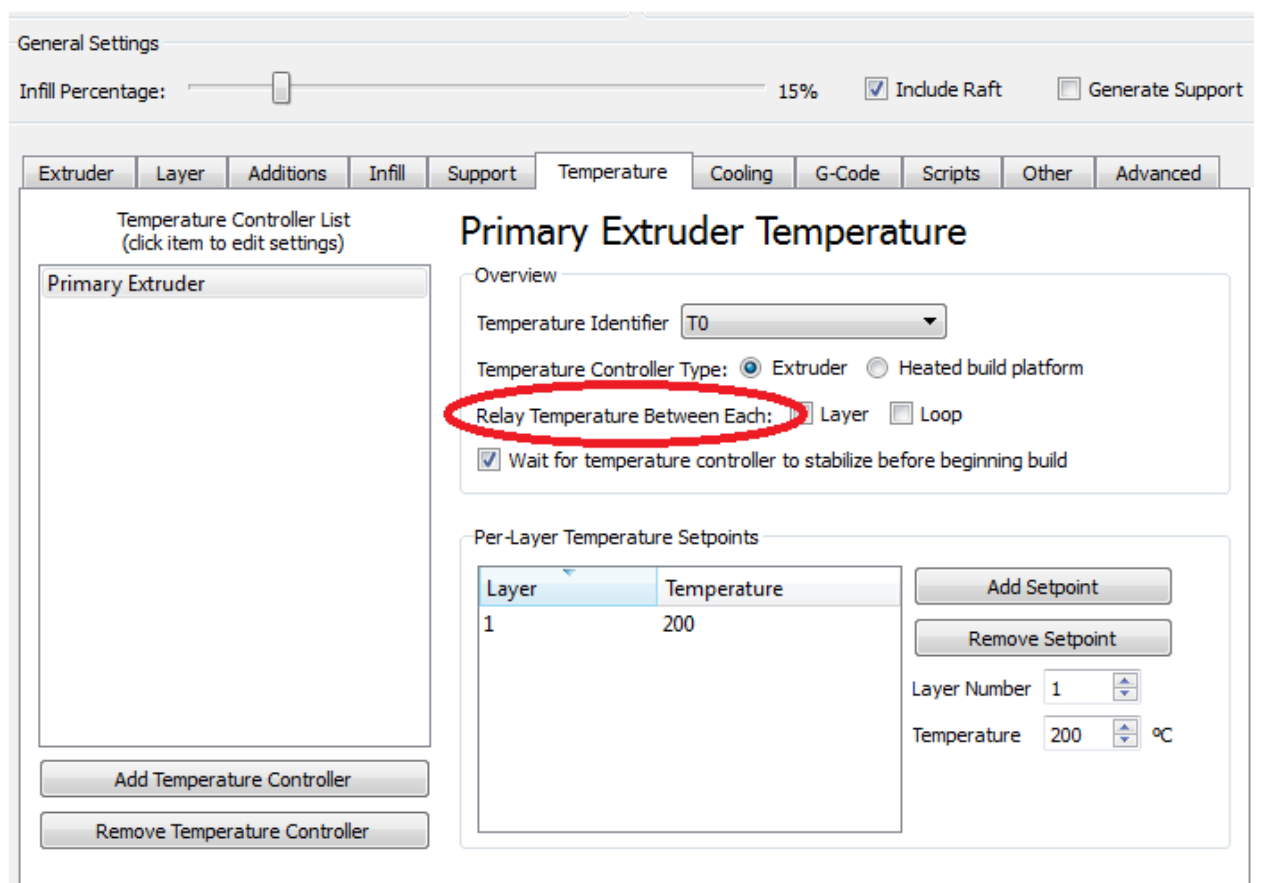 General Settings
Infill Percentage: 15% Include Raft Generate Support
Extruder Layer Additions Infill Support Temperature Cooling G-Code Scripts Other Advanced
Temperature Controller List
(click item to edit settings)
Primary Extruder
Add Temperature Controller
Remove Temperature Controller
Primary Extruder Temperature
Overview
Temperature Identifier T0
Temperature Controller Type: Extruder Heated build platform
Relay Temperature Between Each: Layer Loop
Wait for temperature controller to stabilize before beginning build
Per-Layer Temperature Setpoints
Layer Temperature
1 200
Add Setpoint
Remove Setpoint
Layer Number 1
Temperature 200 ºC